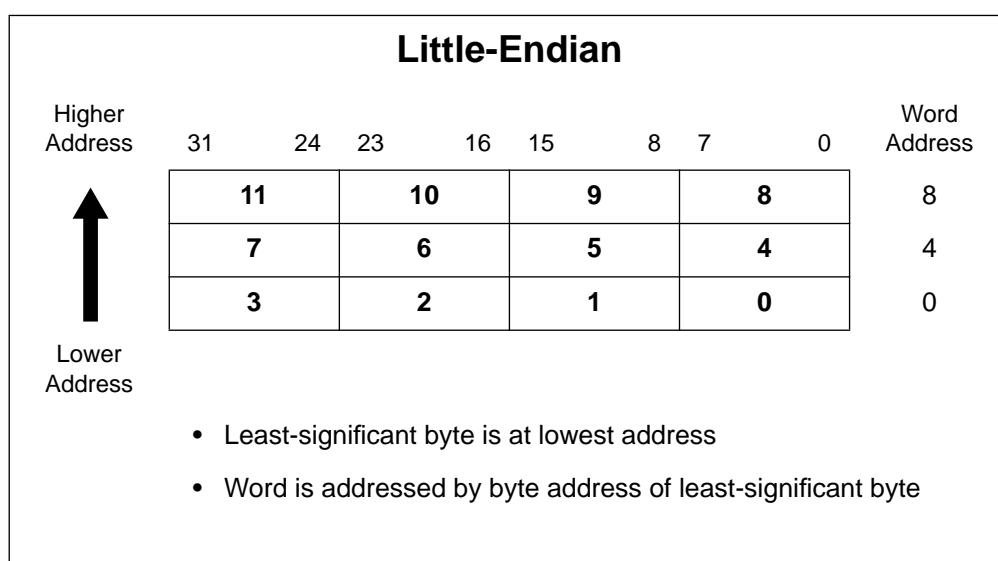 Little-Endian
Higher
Address
31 24 23 16 15 8 7 0
Word
Address
11 10 9 8 8
7 6 5 4 4
3 2 1 0 0
Lower
Address
• Least-significant byte is at lowest address
• Word is addressed by byte address of least-significant byte